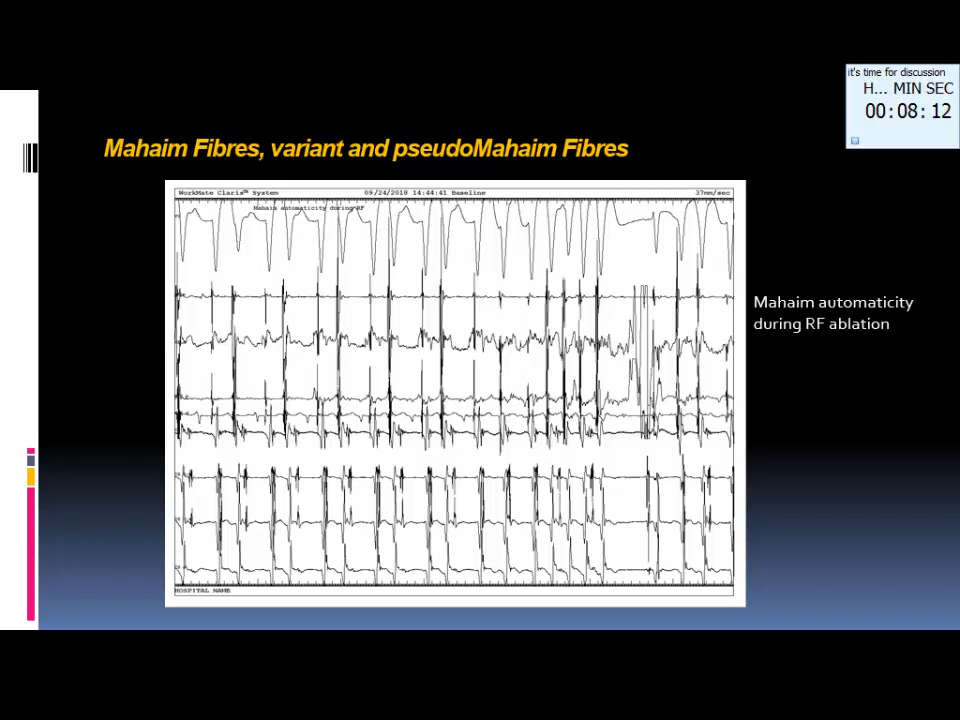 it's time for discussion
H... MIN SEC
00:08:12
Mahaim Fibres, variant and pseudoMahaim Fibres
WorkMate Claris™ System 09/24/2018 14:44:41 Baseline 37mm/sec
Mahaim automaticity during RF
Mahaim automaticity
during RF ablation
HOSPITAL NAME